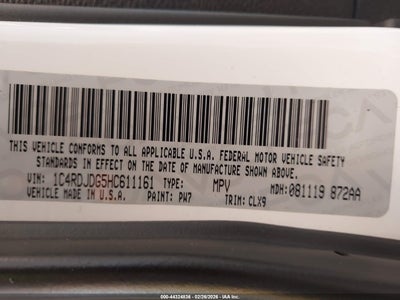 THIS VEHICLE CONFORMS TO ALL APPLICABLE U.S.A. FEDERAL MOTOR VEHICLE SAFETY
STANDARDS IN EFFECT ON THE DATE OF MANUFACTURE SHOWN ABOVE.
VIN: 1C4RDJDG5HC611161 TYPE: MPV MDH: 081119 872AA
VEHICLE MADE IN U.S.A. PAINT: PW7 TRIM: CLX9
© IAA: 44324836 - 02/26/2026 - IAA Inc.